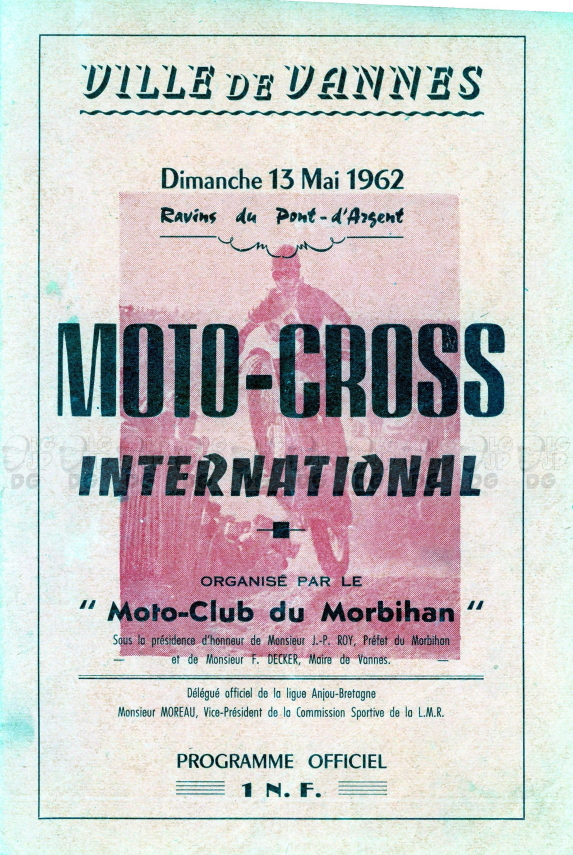 VILLE DE VANNES
Dimanche 13 Mai 1962
Ravins du Pont-d'Argent
MOTO-CROSS
INTERNATIONAL
ORGANISÉ PAR LE
" Moto-Club du Morbihan "
Sous la présidence d'honneur de Monsieur J.-P. ROY, Préfet du Morbihan
et de Monsieur F. DECKER, Maire de Vannes.
Délégué officiel de la ligue Anjou-Bretagne
Monsieur MOREAU, Vice-Président de la Commission Sportive de la L.M.R.
PROGRAMME OFFICIEL
1 N. F.